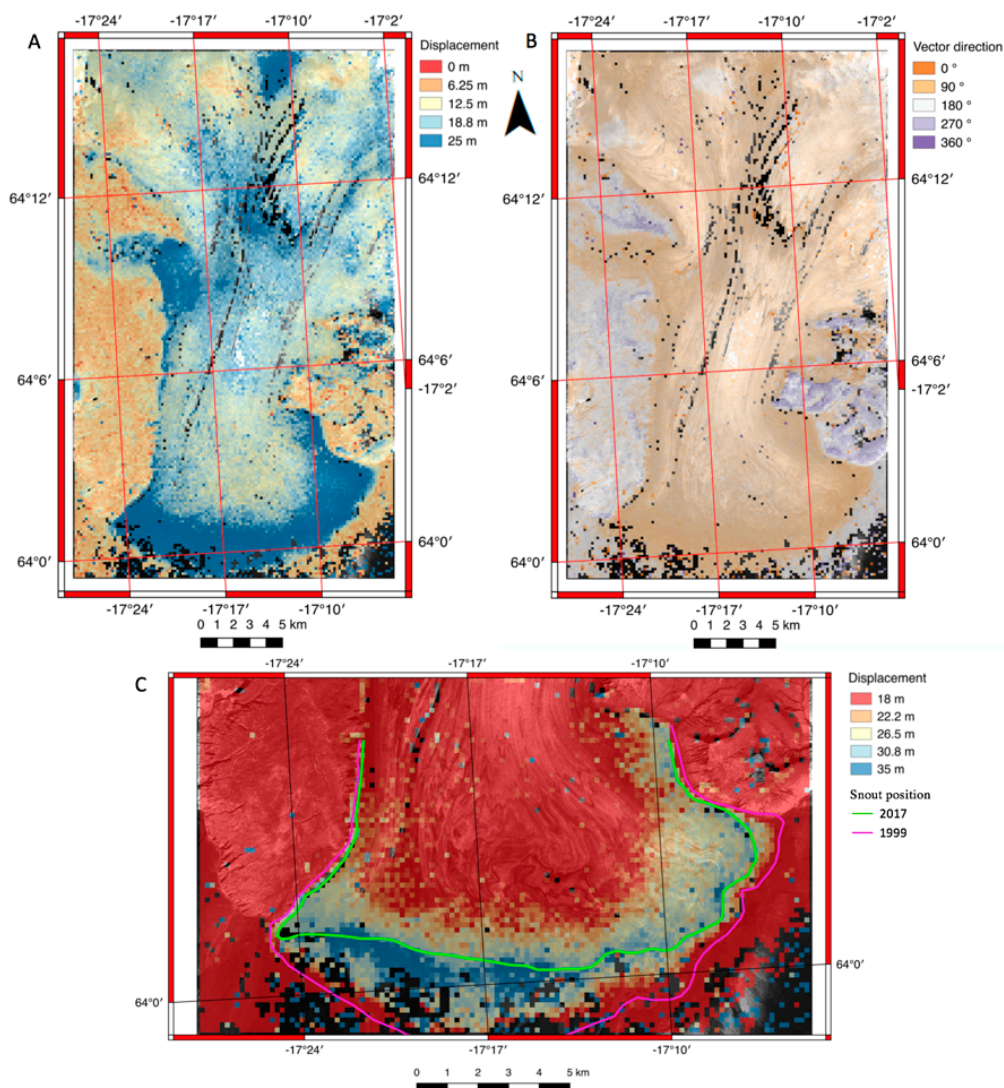 A
-17°24′ -17°17′ -17°10′ -17°2′
Displacement
0 m
6.25 m
12.5 m
18.8 m
25 m
64°12′
64°12′
64°6′
64°6′
-17°2′
64°0′
64°0′
-17°24′ -17°17′ -17°10′
0 1 2 3 4 5 km
N
B
-17°24′ -17°17′ -17°10′ -17°2′
Vector direction
0 °
90 °
180 °
270 °
360 °
64°12′
64°12′
64°6′
64°6′
-17°2′
64°0′
64°0′
-17°24′ -17°17′ -17°10′
0 1 2 3 4 5 km
C
-17°24′ -17°17′ -17°10′
Displacement
18 m
22.2 m
26.5 m
30.8 m
35 m
Snout position
2017
1999
64°0′
64°0′
-17°24′ -17°17′ -17°10′
0 1 2 3 4 5 km